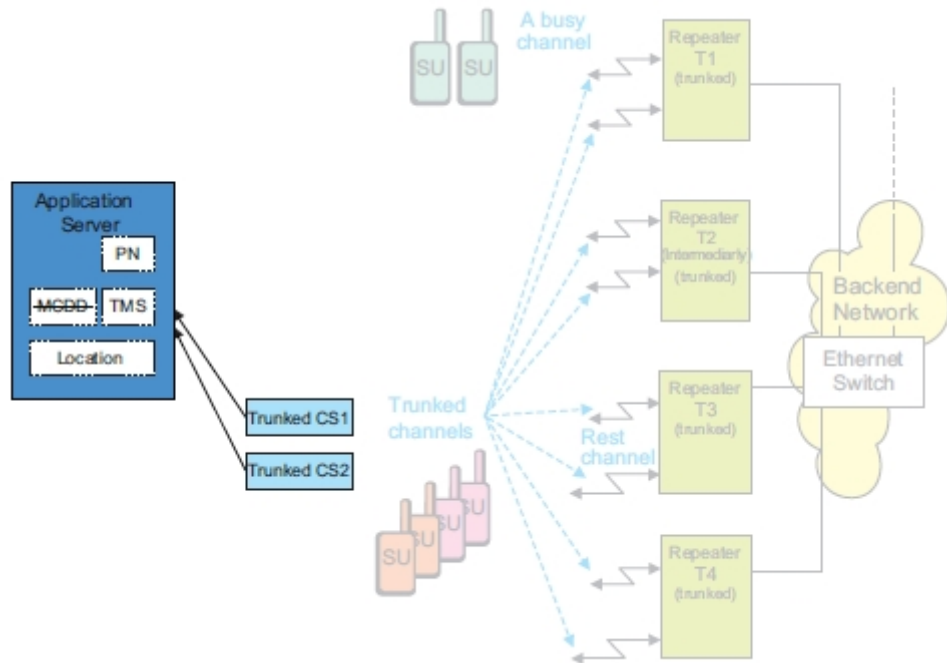 A busy
channel
SU
SU
Repeater
T1
(trunked)
Application
Server
PN
MCDD
TMS
Location
Repeater
T2
(Intermediarly)
(trunked)
Backend
Network
Ethernet
Switch
Trunked CS1
Trunked CS2
Trunked
channels
Rest
channel
Repeater
T3
(trunked)
SU
SU
SU
SU
Repeater
T4
(trunked)